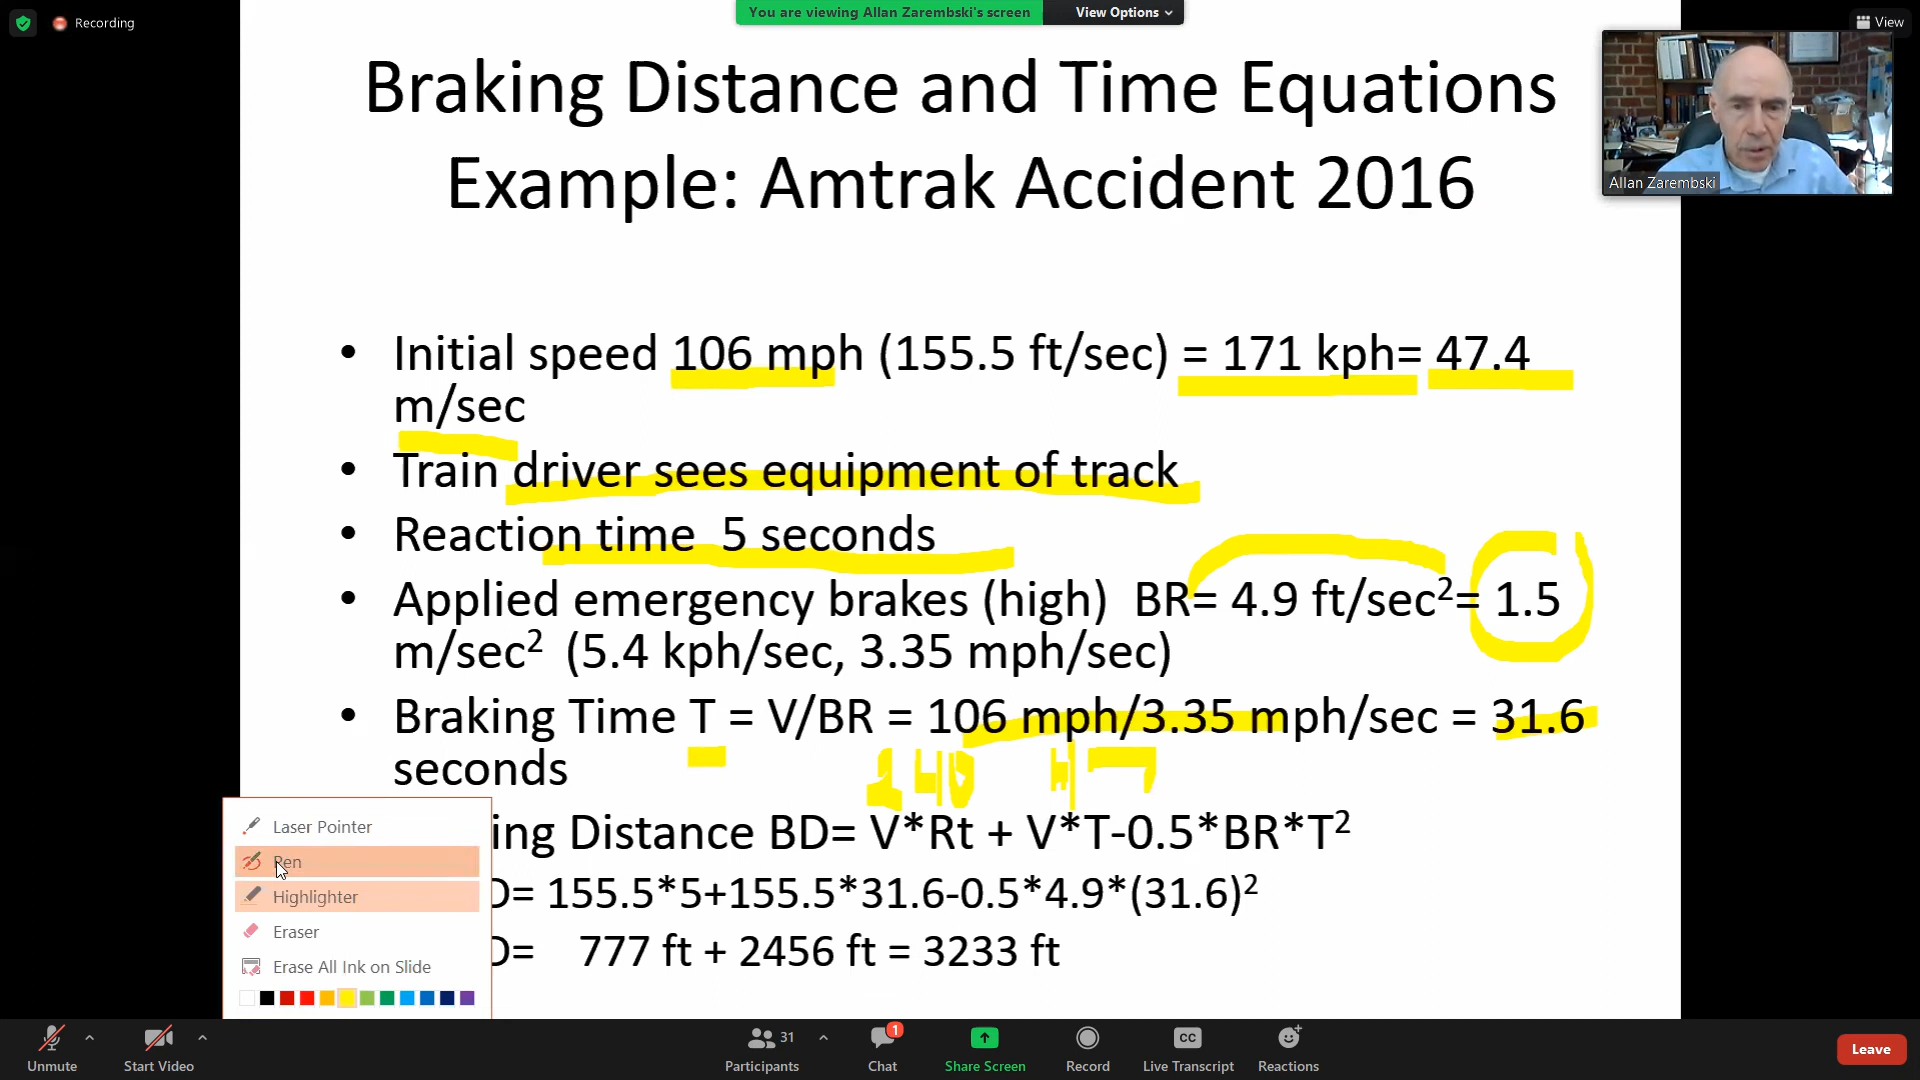 Recording
You are viewing Allan Zarembski's screen View Options
View
Braking Distance and Time Equations
Example: Amtrak Accident 2016
Allan Zarembski
• Initial speed 106 mph (155.5 ft/sec) = 171 kph= 47.4
m/sec
• Train driver sees equipment of track
• Reaction time 5 seconds
• Applied emergency brakes (high) BR= 4.9 ft/sec²= 1.5
m/sec² (5.4 kph/sec, 3.35 mph/sec)
• Braking Time T = V/BR = 106 mph/3.35 mph/sec = 31.6
seconds
ing Distance BD= V*Rt + V*T-0.5*BR*T²
D= 155.5*5+155.5*31.6-0.5*4.9*(31.6)²
D= 777 ft + 2456 ft = 3233 ft
Laser Pointer
Pen
Highlighter
Eraser
Erase All Ink on Slide
Unmute
Start Video
31
Participants
1
Chat
Share Screen
Record
CC
Live Transcript
Reactions
Leave